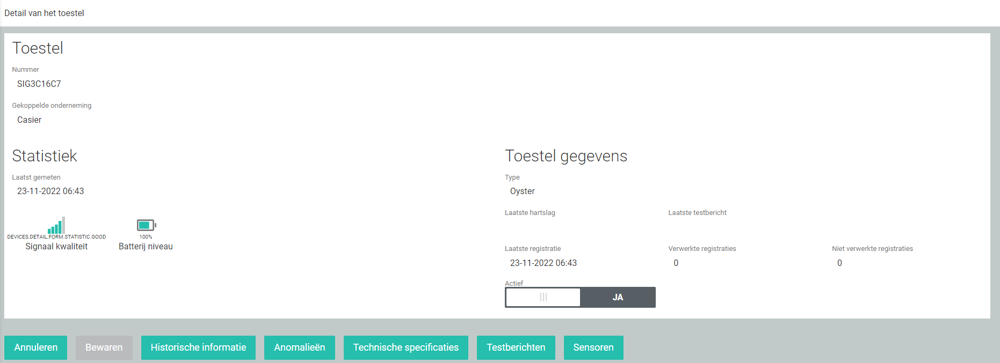 Detail van het toestel
Toestel
Nummer
SIG3C16C7
Gekoppelde onderneming
Casier
Statistiek
Laatst gemeten
23-11-2022 06:43
DEVICES.DETAIL.FORM.STATISTIC.GOOD
Signaal kwaliteit
100%
Batterij niveau
Toestel gegevens
Type
Oyster
Laatste hartslag
Laatste testbericht
Laatste registratie
23-11-2022 06:43
Verwerkte registraties
0
Niet verwerkte registraties
0
Actief
JA
Annuleren
Bewaren
Historische informatie
Anomalieën
Technische specificaties
Testberichten
Sensoren